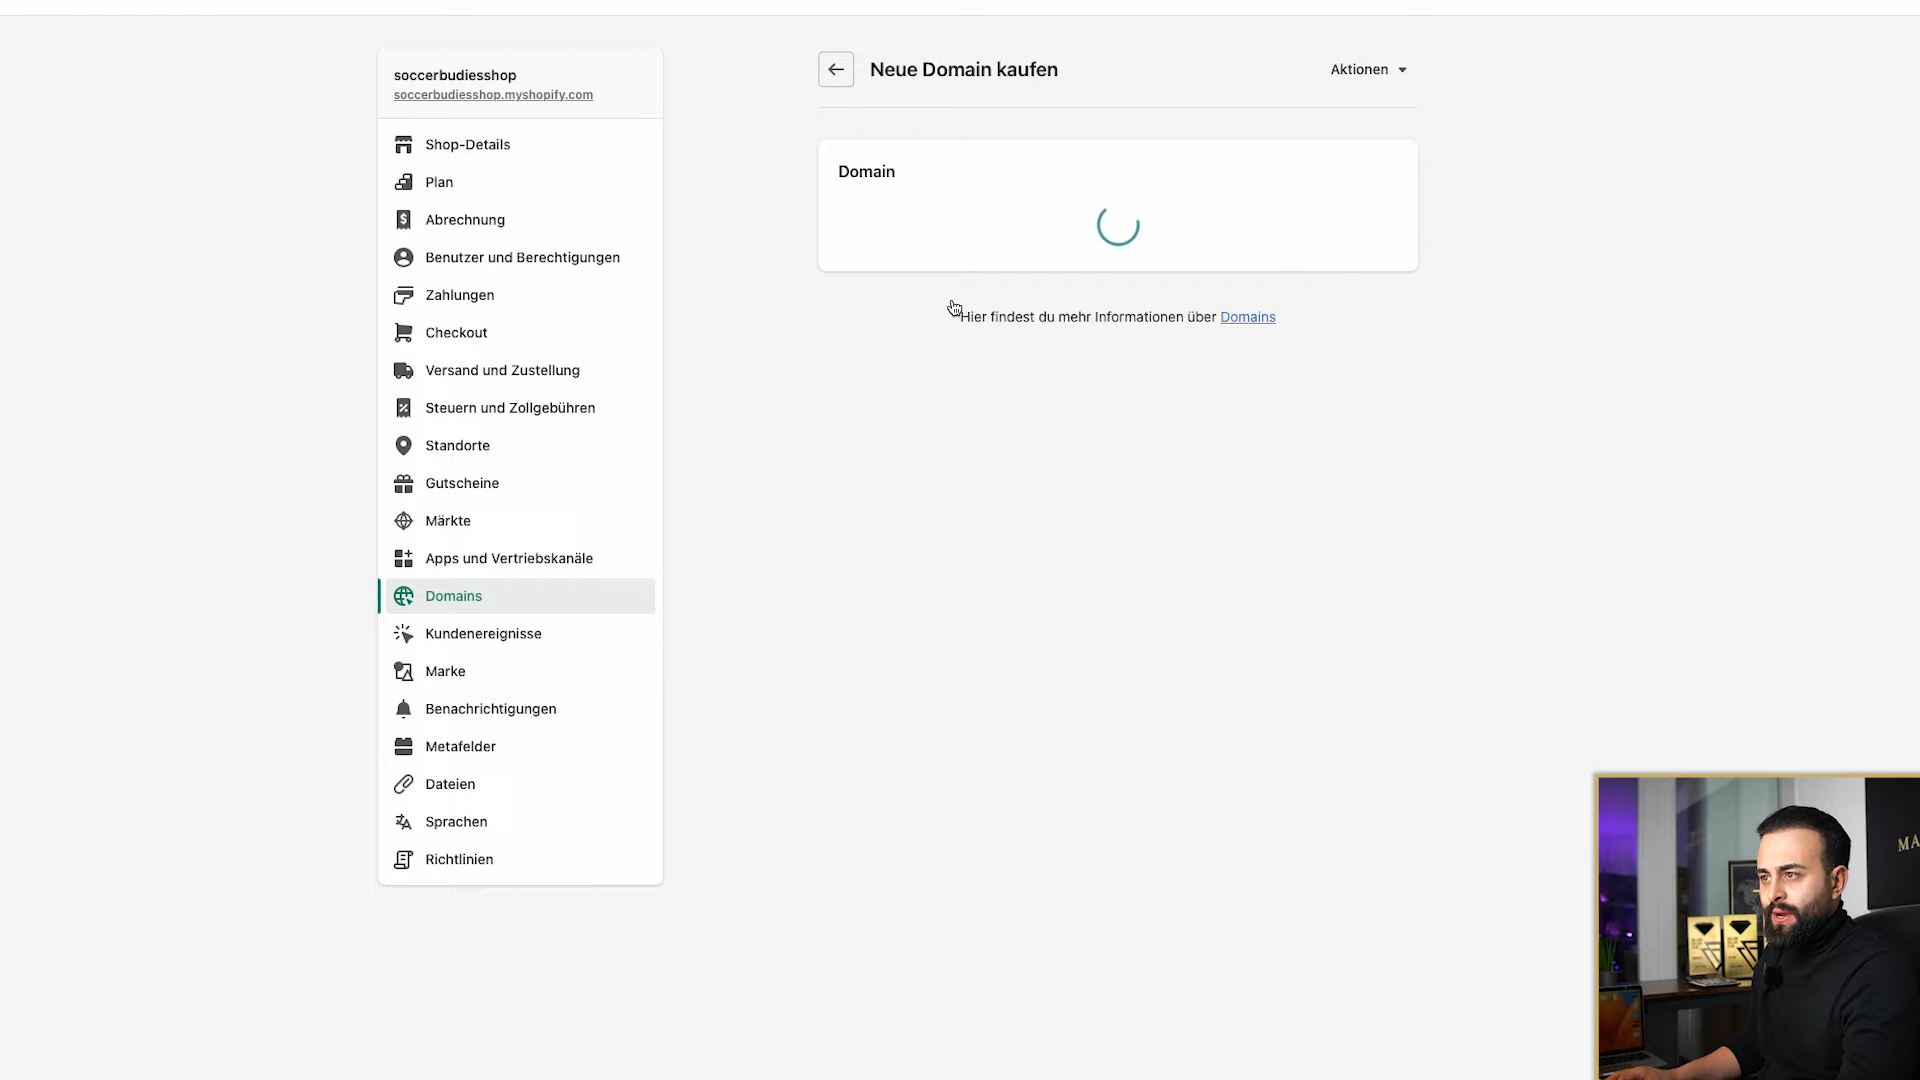 soccerbudiesshop
soccerbudiesshop.myshopify.com
Shop-Details
Plan
Abrechnung
Benutzer und Berechtigungen
Zahlungen
Checkout
Versand und Zustellung
Steuern und Zollgebühren
Standorte
Gutscheine
Märkte
Apps und Vertriebskanäle
Domains
Kundenereignisse
Marke
Benachrichtigungen
Metafelder
Dateien
Sprachen
Richtlinien
Neue Domain kaufen
Aktionen
Domain
Hier findest du mehr Informationen über Domains
MA